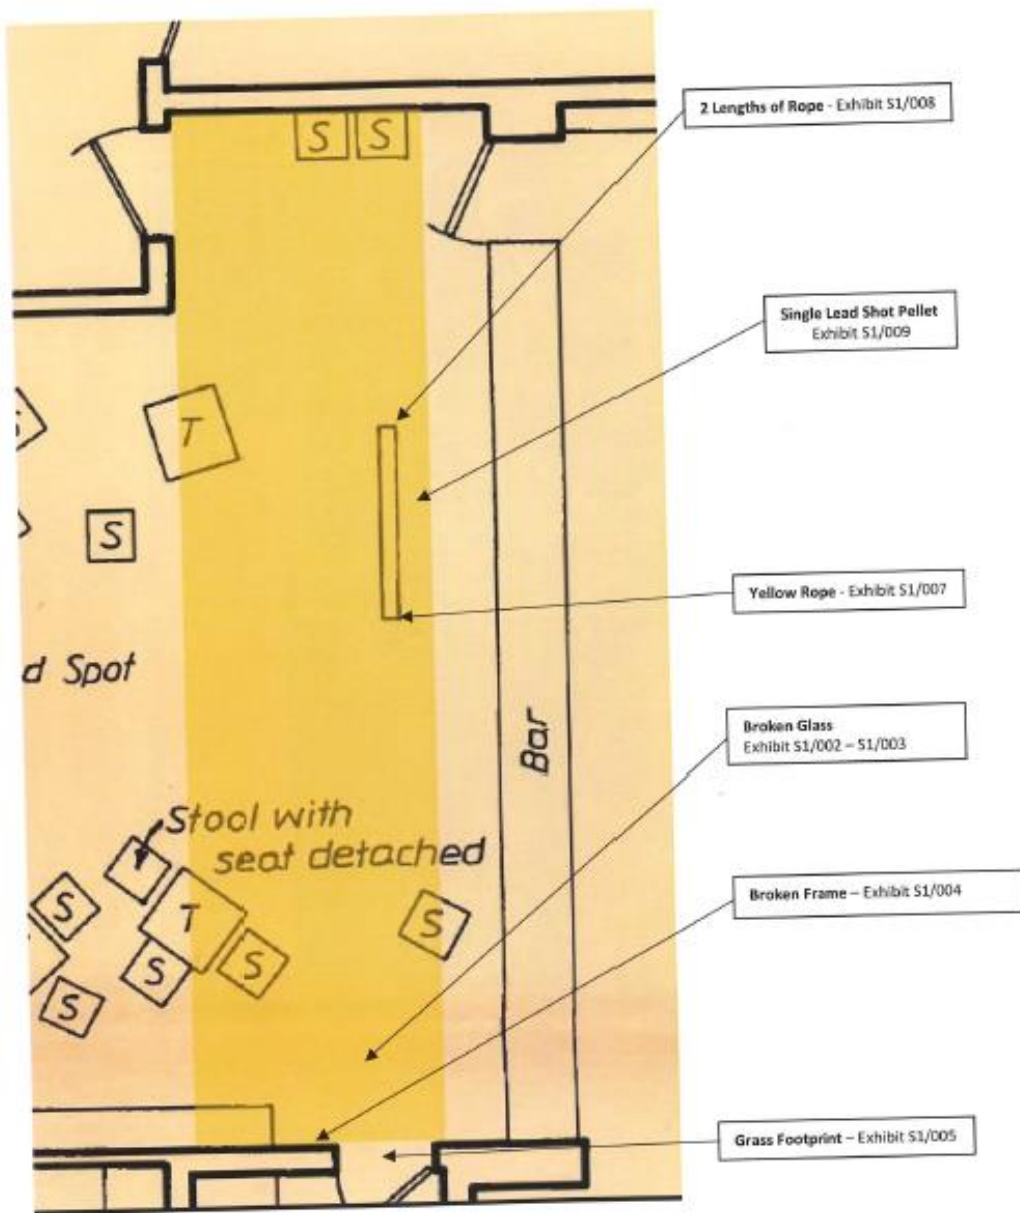 2 Lengths of Rope - Exhibit S1/008
S S
Single Lead Shot Pellet
Exhibit S1/009
T
S
S
Yellow Rope - Exhibit S1/007
d Spot
Broken Glass
Exhibit S1/002 – S1/003
Bar
Stool with
seat detached
Broken Frame – Exhibit S1/004
S
T
S
S
S
S
Grass Footprint – Exhibit S1/005